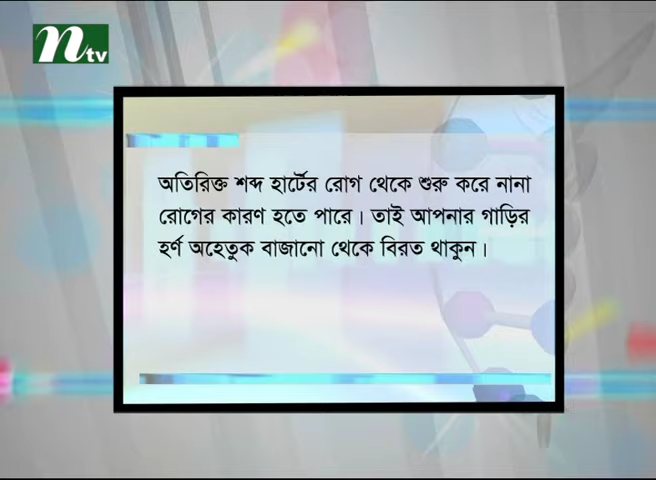 ntv
অতিরিক্ত শব্দ হার্টের রোগ থেকে শুরু করে নানা
রোগের কারণ হতে পারে। তাই আপনার গাড়ির
হর্ণ অহেতুক বাজানো থেকে বিরত থাকুন।